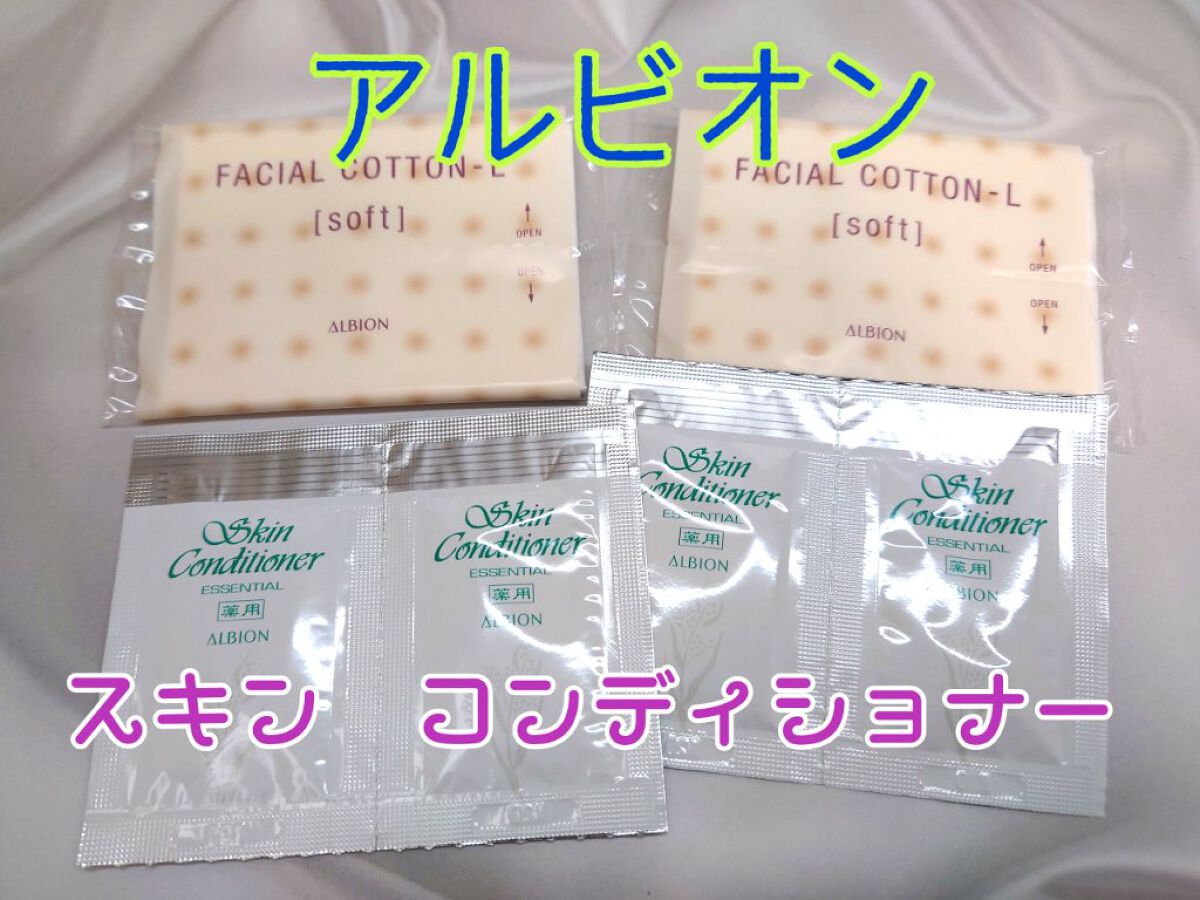 アルビオン
FACIAL COTTON-L
[soft]
OPEN
OPEN
ALBION
FACIAL COTTON-L
[soft]
OPEN
OPEN
ALBION
Skin
Conditioner
ESSENTIAL
薬用
ALBION
Skin
Conditioner
ESSENTIAL
薬用
ALBION
Skin
Conditioner
ESSENTIAL
薬用
ALBION
Skin
Conditioner
ESSENTIAL
薬用
ALBION
スキン コンディショナー